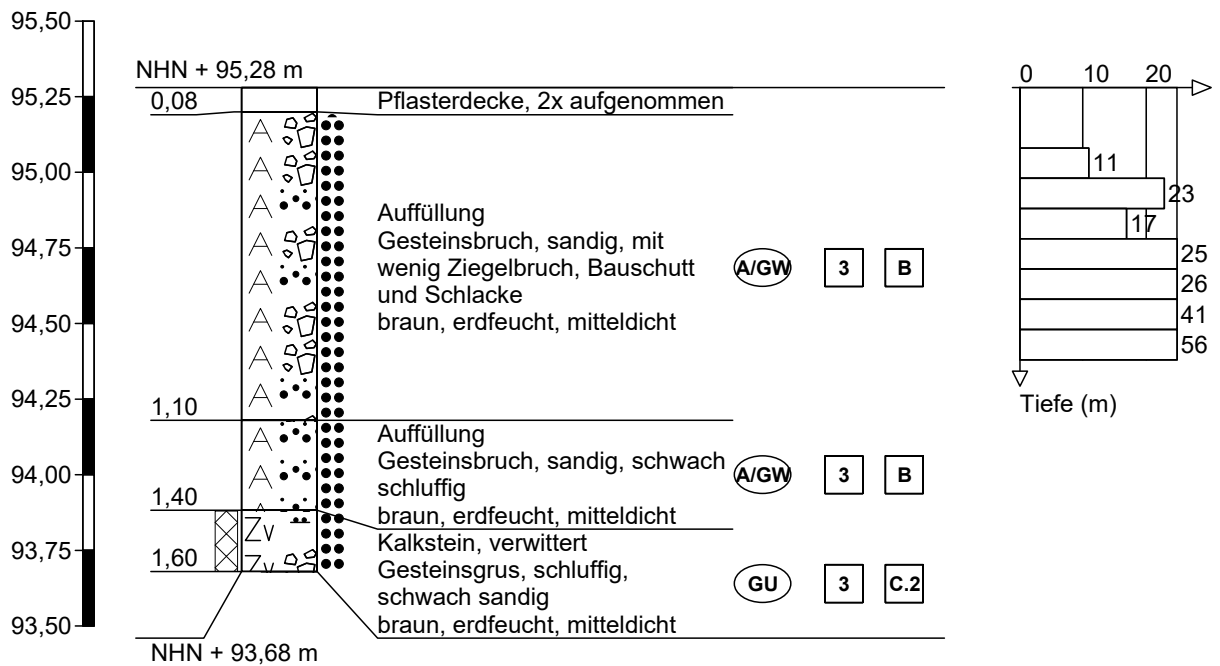 95,50
95,25
95,00
94,75
94,50
94,25
94,00
93,75
93,50
NHN + 95,28 m
0,08
Pflasterdecke, 2x aufgenommen
Auffüllung
Gesteinsbruch, sandig, mit
wenig Ziegelbruch, Bauschutt
und Schlacke
braun, erdfeucht, mitteldicht
A/GW 3 B
1,10
Auffüllung
Gesteinsbruch, sandig, schwach
schluffig
braun, erdfeucht, mitteldicht
A/GW 3 B
1,40
Kalkstein, verwittert
Gesteinsgrus, schluffig,
schwach sandig
braun, erdfeucht, mitteldicht
GU 3 C.2
1,60
NHN + 93,68 m
A
A
A
A
A
A
A
A
A
Zv
Zv
0 10 20
11
23
17
25
26
41
56
Tiefe (m)